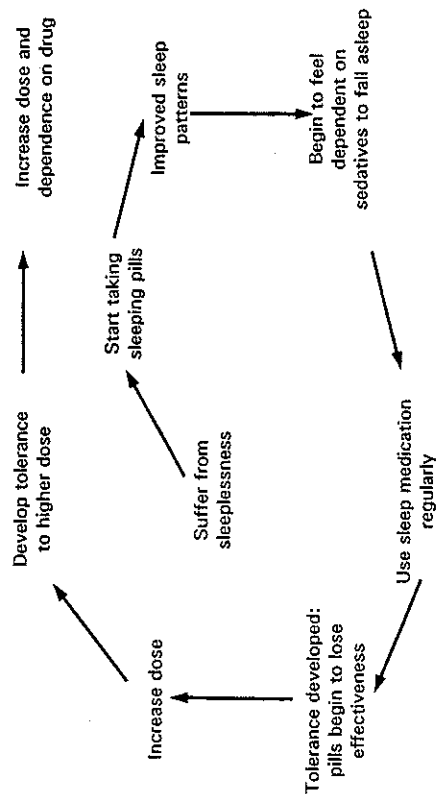 Suffer from
sleeplessness
Start taking
sleeping pills
Improved sleep
patterns
Begin to feel
dependent on
sedatives to fall asleep
Use sleep medication
regularly
Tolerance developed:
pills begin to lose
effectiveness
Increase dose
Develop tolerance
to higher dose
Increase dose and
dependence on drug